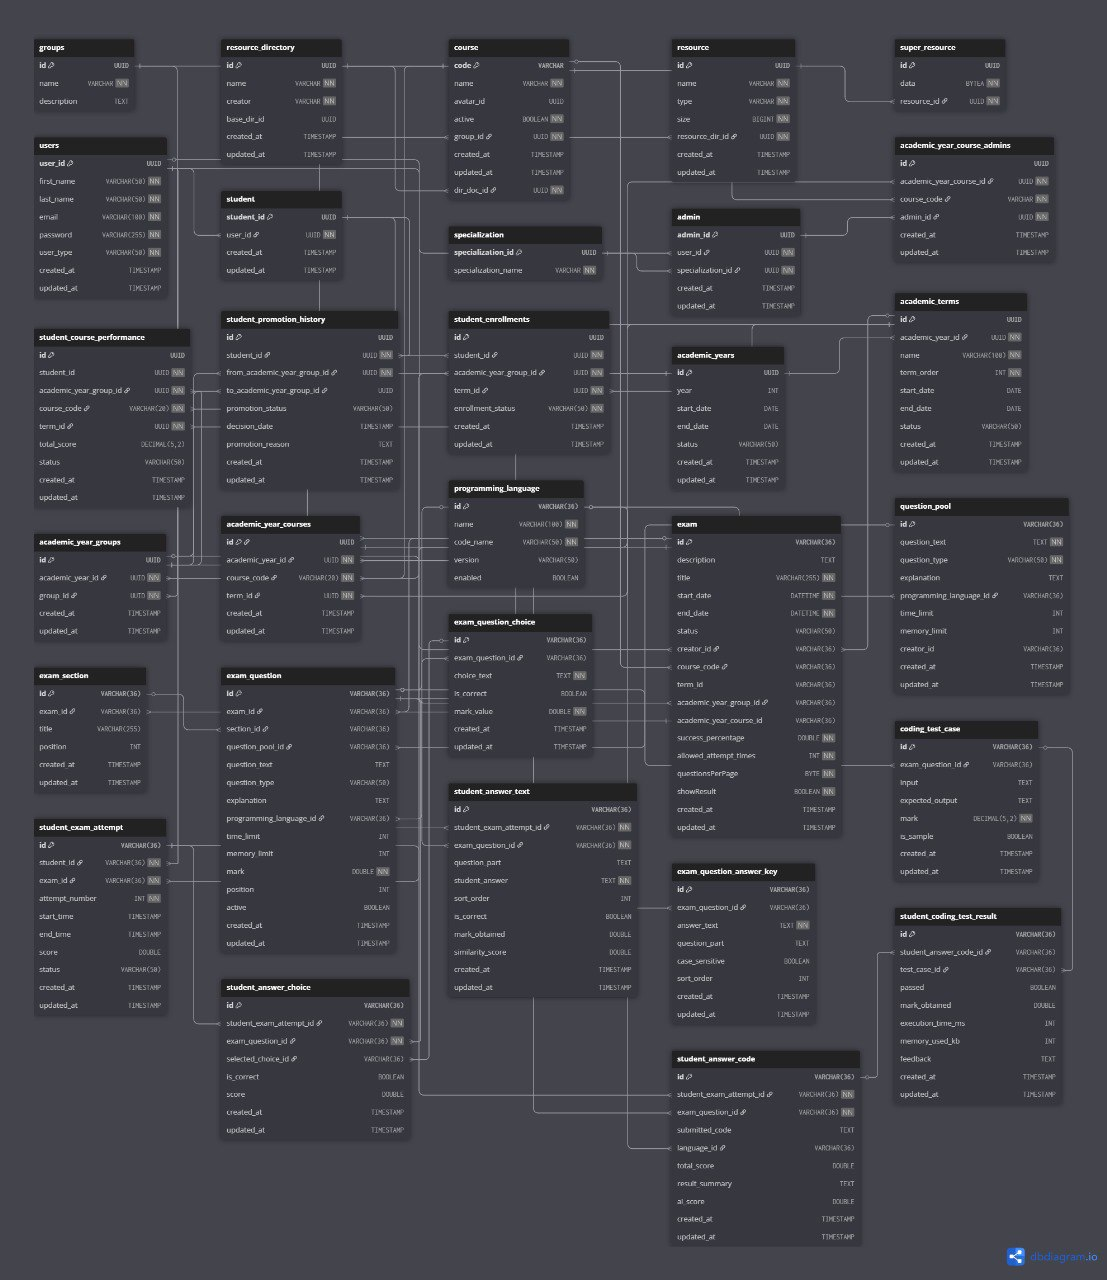 groups
id UUID
name VARCHAR NN
description TEXT
users
user_id UUID
first_name VARCHAR(50) NN
last_name VARCHAR(50) NN
email VARCHAR(100) NN
password VARCHAR(255) NN
user_type VARCHAR(50) NN
created_at TIMESTAMP
updated_at TIMESTAMP
student_course_performance
id UUID
student_id UUID NN
academic_year_group_id UUID NN
course_code VARCHAR(20) NN
term_id UUID NN
total_score DECIMAL(5,2)
status VARCHAR(50)
created_at TIMESTAMP
updated_at TIMESTAMP
academic_year_groups
id UUID
academic_year_id UUID NN
group_id UUID NN
created_at TIMESTAMP
updated_at TIMESTAMP
exam_section
id VARCHAR(36)
exam_id VARCHAR(36)
title VARCHAR(255)
position INT
created_at TIMESTAMP
updated_at TIMESTAMP
student_exam_attempt
id VARCHAR(36)
student_id VARCHAR(36) NN
exam_id VARCHAR(36) NN
attempt_number INT NN
start_time TIMESTAMP
end_time TIMESTAMP
score DOUBLE
status VARCHAR(50)
created_at TIMESTAMP
updated_at TIMESTAMP
resource_directory
id UUID
name VARCHAR NN
creator VARCHAR NN
base_dir_id UUID
created_at TIMESTAMP
updated_at TIMESTAMP
student
student_id UUID
user_id UUID NN
created_at TIMESTAMP
updated_at TIMESTAMP
student_promotion_history
id UUID
student_id UUID NN
from_academic_year_group_id UUID NN
to_academic_year_group_id UUID
promotion_status VARCHAR(50)
decision_date TIMESTAMP
promotion_reason TEXT
created_at TIMESTAMP
updated_at TIMESTAMP
academic_year_courses
id UUID
academic_year_id UUID NN
course_code VARCHAR(20) NN
term_id UUID NN
created_at TIMESTAMP
updated_at TIMESTAMP
exam_question
id VARCHAR(36)
exam_id VARCHAR(36)
section_id VARCHAR(36)
question_pool_id VARCHAR(36)
question_text TEXT
question_type VARCHAR(50)
explanation TEXT
programming_language_id VARCHAR(36)
time_limit INT
memory_limit INT
mark DOUBLE NN
position INT
active BOOLEAN
created_at TIMESTAMP
updated_at TIMESTAMP
student_answer_choice
id VARCHAR(36)
student_exam_attempt_id VARCHAR(36) NN
exam_question_id VARCHAR(36) NN
selected_choice_id VARCHAR(36)
is_correct BOOLEAN
score DOUBLE
created_at TIMESTAMP
updated_at TIMESTAMP
course
code VARCHAR
name VARCHAR NN
avatar_id UUID
active BOOLEAN NN
group_id UUID NN
created_at TIMESTAMP
updated_at TIMESTAMP
dir_doc_id UUID NN
specialization
specialization_id UUID
specialization_name VARCHAR NN
student_enrollments
id UUID
student_id UUID NN
academic_year_group_id UUID NN
term_id UUID NN
enrollment_status VARCHAR(50) NN
created_at TIMESTAMP
updated_at TIMESTAMP
programming_language
id VARCHAR(36)
name VARCHAR(100) NN
code_name VARCHAR(50) NN
version VARCHAR(50)
enabled BOOLEAN
exam_question_choice
id VARCHAR(36)
exam_question_id VARCHAR(36)
choice_text TEXT NN
is_correct BOOLEAN
mark_value DOUBLE NN
created_at TIMESTAMP
updated_at TIMESTAMP
student_answer_text
id VARCHAR(36)
student_exam_attempt_id VARCHAR(36) NN
exam_question_id VARCHAR(36) NN
question_part TEXT
student_answer TEXT NN
sort_order INT
is_correct BOOLEAN
mark_obtained DOUBLE
similarity_score DOUBLE
created_at TIMESTAMP
updated_at TIMESTAMP
resource
id UUID
name VARCHAR NN
type VARCHAR NN
size BIGINT NN
resource_dir_id UUID NN
created_at TIMESTAMP
updated_at TIMESTAMP
admin
admin_id UUID
user_id UUID NN
specialization_id UUID NN
created_at TIMESTAMP
updated_at TIMESTAMP
academic_years
id UUID
year INT
start_date DATE
end_date DATE
status VARCHAR(50)
created_at TIMESTAMP
updated_at TIMESTAMP
exam
id VARCHAR(36)
description TEXT
title VARCHAR(255) NN
start_date DATETIME NN
end_date DATETIME NN
status VARCHAR(50)
creator_id VARCHAR(36)
course_code VARCHAR(36)
term_id VARCHAR(36)
academic_year_group_id VARCHAR(36)
academic_year_course_id VARCHAR(36)
success_percentage DOUBLE NN
allowed_attempt_times INT NN
questionsPerPage BYTE NN
showResult BOOLEAN NN
created_at TIMESTAMP
updated_at TIMESTAMP
exam_question_answer_key
id VARCHAR(36)
exam_question_id VARCHAR(36)
answer_text TEXT NN
question_part TEXT
case_sensitive BOOLEAN
sort_order INT
created_at TIMESTAMP
updated_at TIMESTAMP
student_answer_code
id VARCHAR(36)
student_exam_attempt_id VARCHAR(36) NN
exam_question_id VARCHAR(36) NN
submitted_code TEXT
language_id VARCHAR(36)
total_score DOUBLE
result_summary TEXT
ai_score DOUBLE
created_at TIMESTAMP
updated_at TIMESTAMP
super_resource
id UUID
data BYTEA NN
resource_id UUID NN
academic_year_course_admins
id UUID
academic_year_course_id UUID NN
course_code VARCHAR NN
admin_id UUID NN
created_at TIMESTAMP
updated_at TIMESTAMP
academic_terms
id UUID
academic_year_id UUID NN
name VARCHAR(100) NN
term_order INT NN
start_date DATE
end_date DATE
status VARCHAR(50)
created_at TIMESTAMP
updated_at TIMESTAMP
question_pool
id VARCHAR(36)
question_text TEXT NN
question_type VARCHAR(50) NN
explanation TEXT
programming_language_id VARCHAR(36)
time_limit INT
memory_limit INT
creator_id VARCHAR(36)
created_at TIMESTAMP
updated_at TIMESTAMP
coding_test_case
id VARCHAR(36)
exam_question_id VARCHAR(36)
input TEXT
expected_output TEXT
mark DECIMAL(5,2) NN
is_sample BOOLEAN
created_at TIMESTAMP
updated_at TIMESTAMP
student_coding_test_result
id VARCHAR(36)
student_answer_code_id VARCHAR(36)
test_case_id VARCHAR(36)
passed BOOLEAN
mark_obtained DOUBLE
execution_time_ms INT
memory_used_kb INT
feedback TEXT
created_at TIMESTAMP
updated_at TIMESTAMP
dbdiagram.io